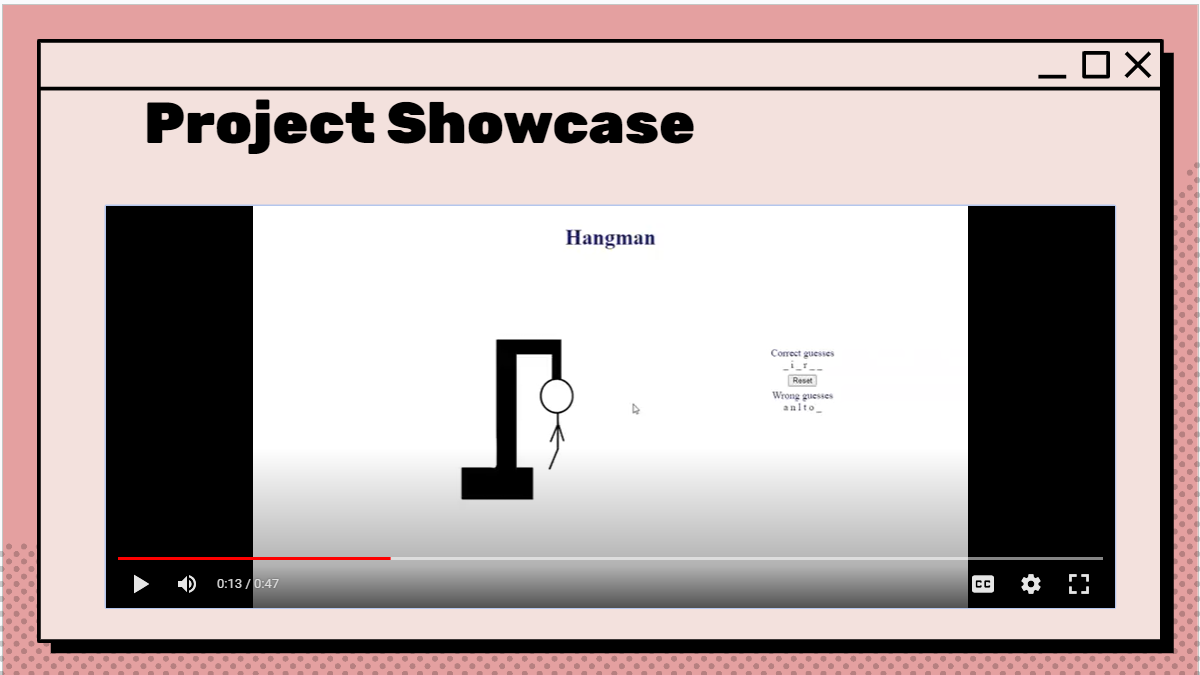 Project Showcase
Hangman
Correct guesses
_ i _ r _ _
Reset
Wrong guesses
a n l t o _
0:13 / 0:47
CC